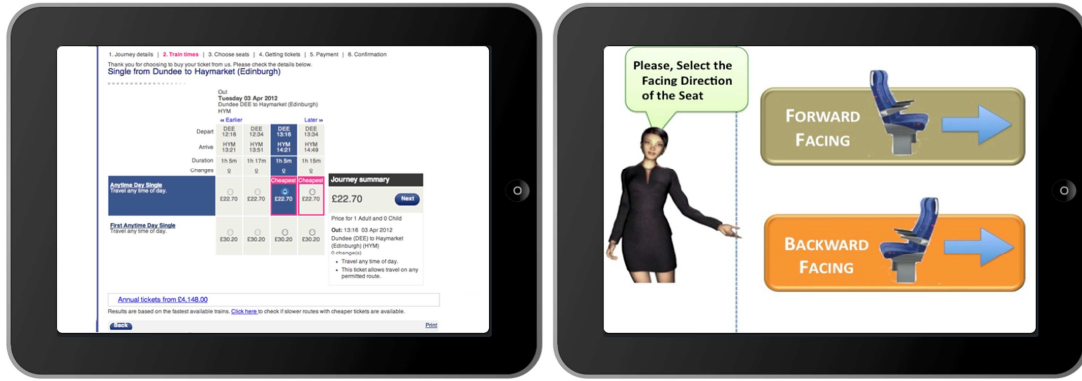 1. Journey details | 2. Train times | 3. Choose seats | 4. Getting tickets | 5. Payment | 6. Confirmation
Thank you for choosing to buy your ticket from us. Please check the details below.
Single from Dundee to Haymarket (Edinburgh)
Out
Tuesday 03 Apr 2012
Dundee DEE to Haymarket (Edinburgh)
HYM
Earlier Later
Depart DEE DEE DEE DEE
12:18 12:34 13:16 13:34
Arrive HYM HYM HYM HYM
13:21 13:51 14:21 14:49
Duration 1h 17m 1h 15m
Changes
Cheapest Cheapest
Anytime Day Single
Travel any time of day.
£22.70 £22.70 £22.70 £22.70
First Anytime Day Single
Travel any time of day.
£30.20 £30.20 £30.20 £30.20
Journey summary
£22.70 Next
Price for 1 Adult and 0 Child
Out: 13:16 03 Apr 2012
Dundee (DEE) to Haymarket
(Edinburgh) (HYM)
0 change(s)
• Travel any time of day.
• This ticket allows travel on any
permitted route.
Annual tickets from £4,148.00
Results are based on the fastest available trains. Click here to check if slower routes with cheaper tickets are available.
Back Print
Please, Select the
Facing Direction
of the Seat
FORWARD
FACING
BACKWARD
FACING